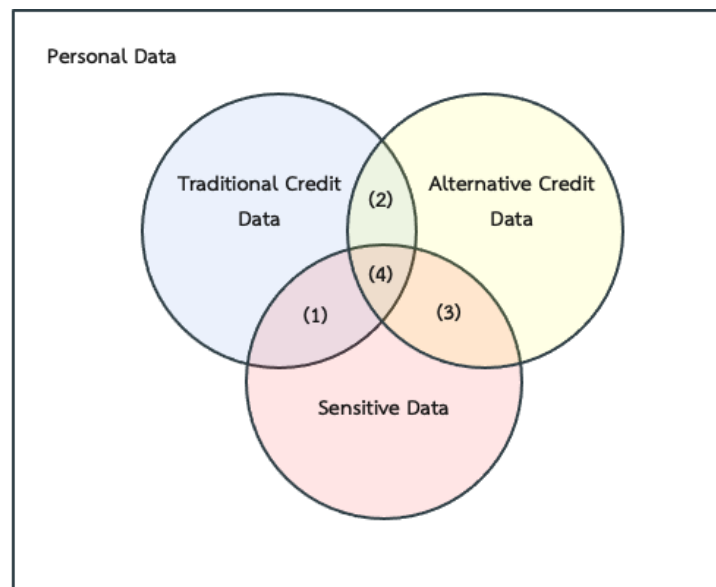 Personal Data
Traditional Credit
Data
Alternative Credit
Data
(2)
(4)
(1)
(3)
Sensitive Data